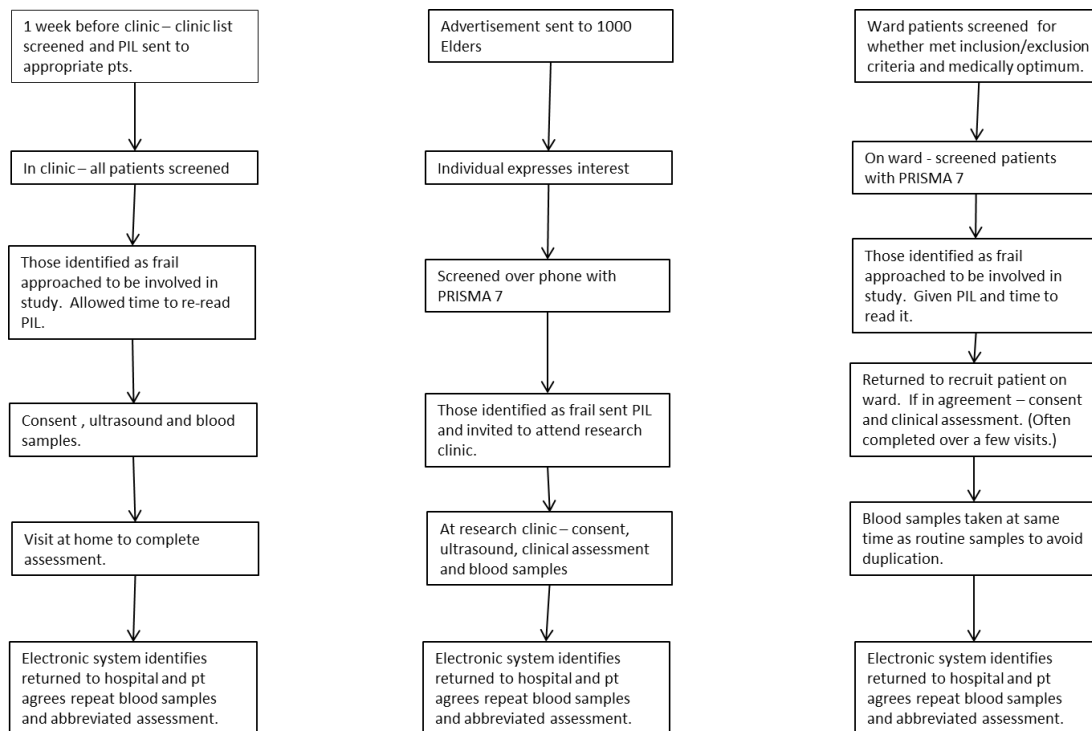 1 week before clinic – clinic list
screened and PIL sent to
appropriate pts.
In clinic – all patients screened
Those identified as frail
approached to be involved in
study. Allowed time to re-read
PIL.
Consent , ultrasound and blood
samples.
Visit at home to complete
assessment.
Electronic system identifies
returned to hospital and pt
agrees repeat blood samples
and abbreviated assessment.
Advertisement sent to 1000
Elders
Individual expresses interest
Screened over phone with
PRISMA 7
Those identified as frail sent PIL
and invited to attend research
clinic.
At research clinic – consent,
ultrasound, clinical assessment
and blood samples
Electronic system identifies
returned to hospital and pt
agrees repeat blood samples
and abbreviated assessment.
Ward patients screened for
whether met inclusion/exclusion
criteria and medically optimum.
On ward - screened patients
with PRISMA 7
Those identified as frail
approached to be involved in
study. Given PIL and time to
read it.
Returned to recruit patient on
ward. If in agreement – consent
and clinical assessment. (Often
completed over a few visits.)
Blood samples taken at same
time as routine samples to avoid
duplication.
Electronic system identifies
returned to hospital and pt
agrees repeat blood samples
and abbreviated assessment.